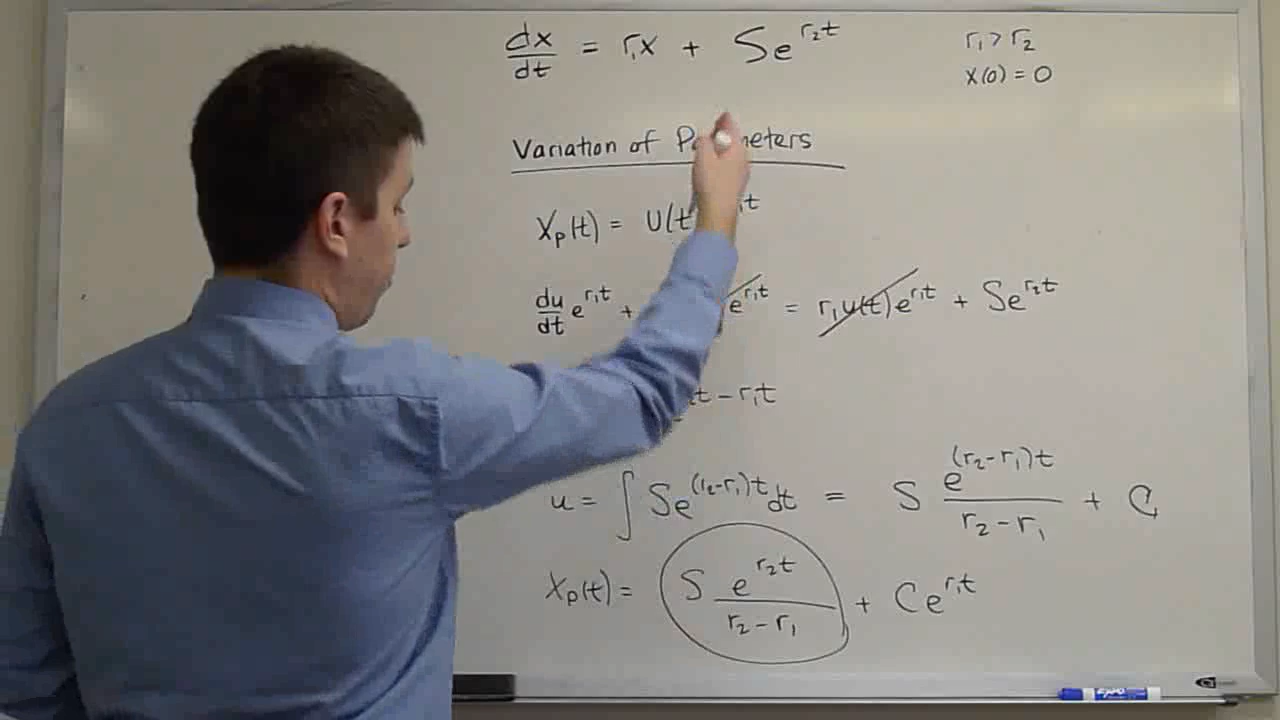 dx/dt = r₁x + Se^(r₂t)
r₁ > r₂
x(0) = 0
Variation of
Xₚ(t) = U(t
du/dt e^(r₁t) + e^(r₁t) = r₁u(t)e^(r₁t) + Se^(r₂t)
t - r₁t
u = ∫ Se^((r₂-r₁)t) dt = S e^((r₂-r₁)t)/(r₂-r₁) + C
Xₚ(t) = S e^(r₂t)/(r₂-r₁) + Ce^(r₁t)
EXPO